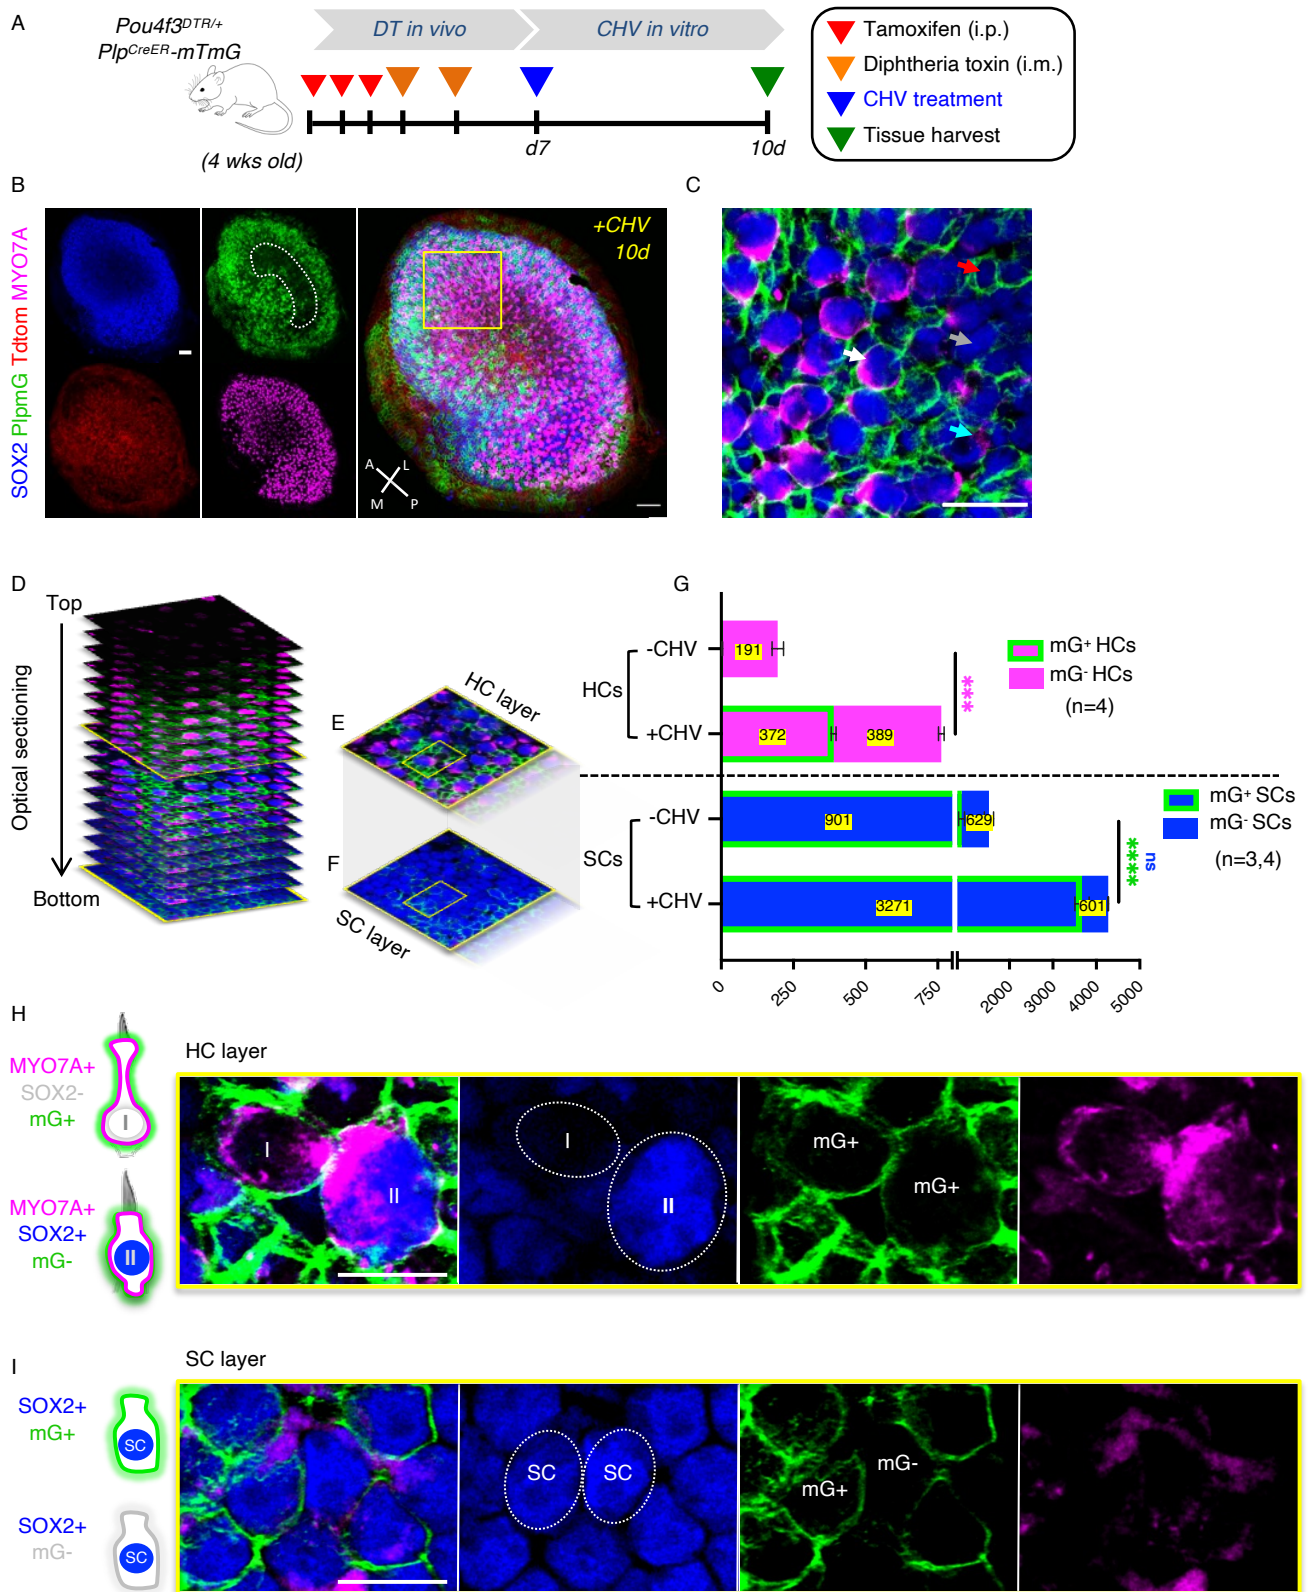 A
Pou4f3DTR/+
PlpCreER-mTmG
(4 wks old)
DT in vivo
CHV in vitro
d7
10d
Tamoxifen (i.p.)
Diphtheria toxin (i.m.)
CHV treatment
Tissue harvest
B
SOX2 PlpmG Tdtom MYO7A
+CHV
10d
A L
M P
C
D
Top
Optical sectioning
Bottom
E
HC layer
F
SC layer
G
HCs
-CHV
191
+CHV
372
389
***
mG+ HCs
mG- HCs
(n=4)
SCs
-CHV
901
629
+CHV
3271
601
****
ns
mG+ SCs
mG- SCs
(n=3,4)
0
250
500
750
2000
3000
4000
5000
H
MYO7A+
SOX2-
mG+
I
MYO7A+
SOX2+
mG-
II
HC layer
I
II
I
II
mG+
mG+
I
SOX2+
mG+
SC
SOX2+
mG-
SC
SC layer
SC
SC
mG-
mG+